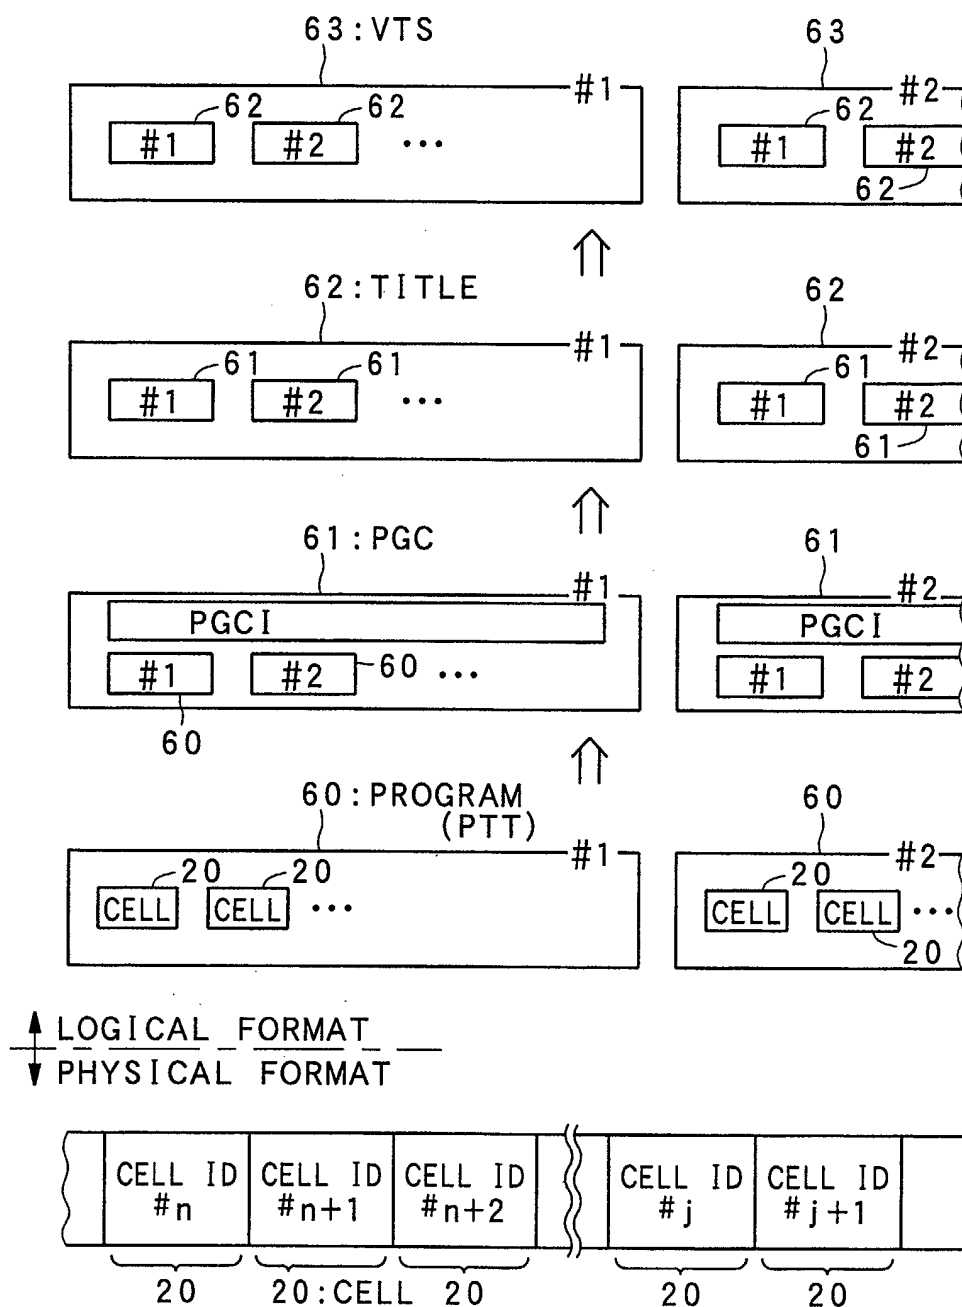 63:VTS 63
#1 #2
62 62 62
#1 #2 ... #1 #2
62
62:TITLE 62
#1 #2
61 61 61
#1 #2 ... #1 #2
61
61:PGC 61
#1 #2
PGCI PGCI
#1 #2 60 ... #1 #2
60
60:PROGRAM 60
(PTT)
#1 #2
20 20 20
CELL CELL ... CELL CELL ...
20
LOGICAL FORMAT
PHYSICAL FORMAT
CELL ID CELL ID CELL ID CELL ID CELL ID
#n #n+1 #n+2 #j #j+1
20 20:CELL 20 20 20